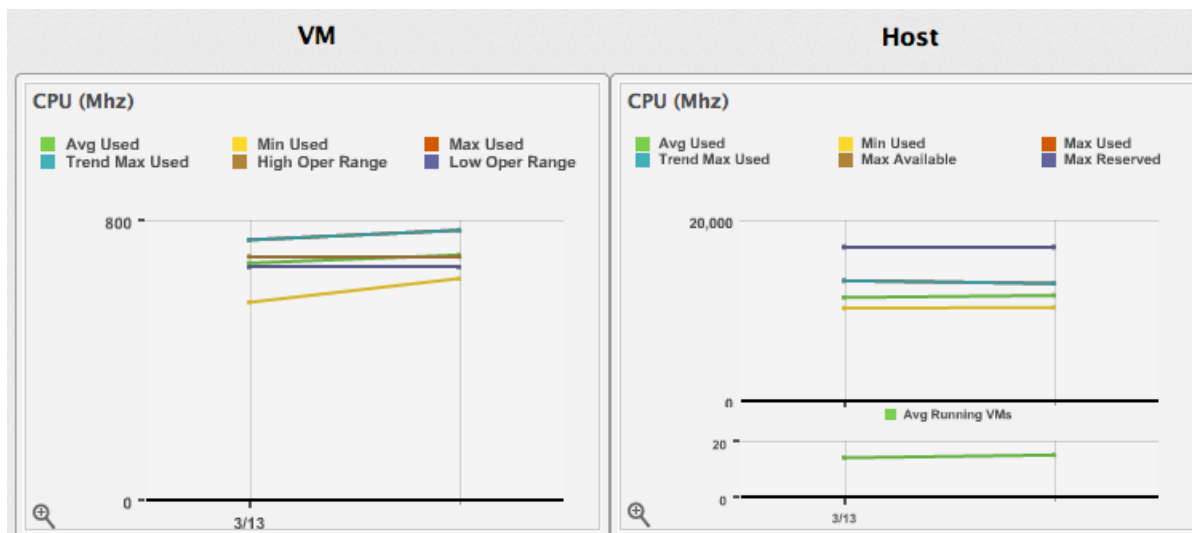 VM
CPU (Mhz)
Avg Used Min Used Max Used
Trend Max Used High Oper Range Low Oper Range
800
0
3/13
Host
CPU (Mhz)
Avg Used Min Used Max Used
Trend Max Used Max Available Max Reserved
20,000
0
Avg Running VMs
20
0
3/13